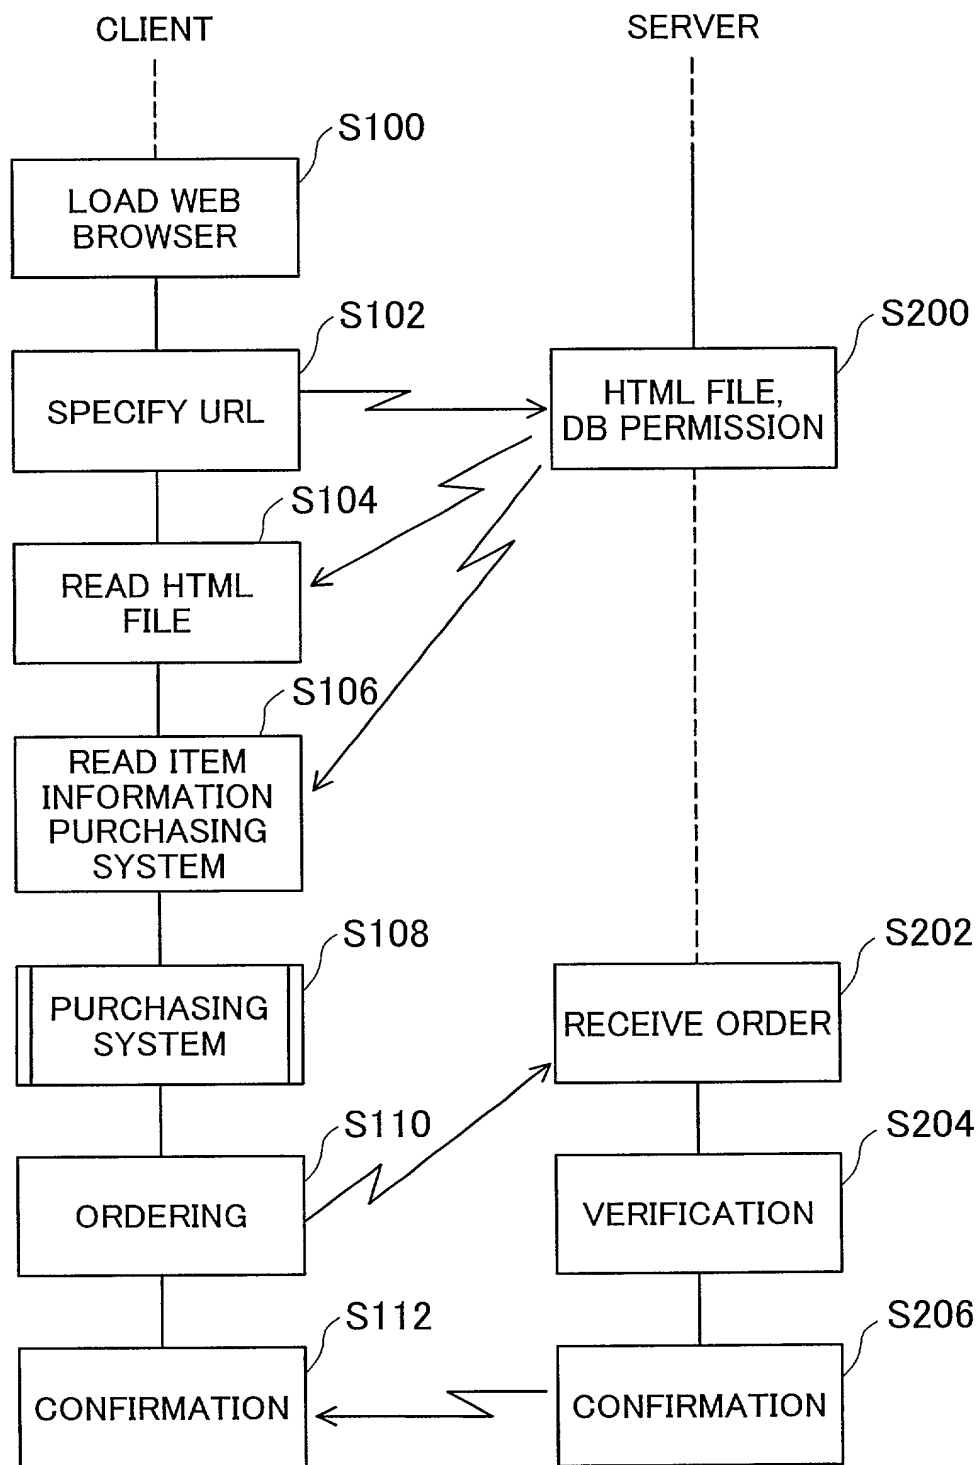 CLIENT
SERVER
S100
LOAD WEB
BROWSER
S102
SPECIFY URL
S200
HTML FILE,
DB PERMISSION
S104
READ HTML
FILE
S106
READ ITEM
INFORMATION
PURCHASING
SYSTEM
S108
PURCHASING
SYSTEM
S202
RECEIVE ORDER
S110
ORDERING
S204
VERIFICATION
S112
CONFIRMATION
S206
CONFIRMATION